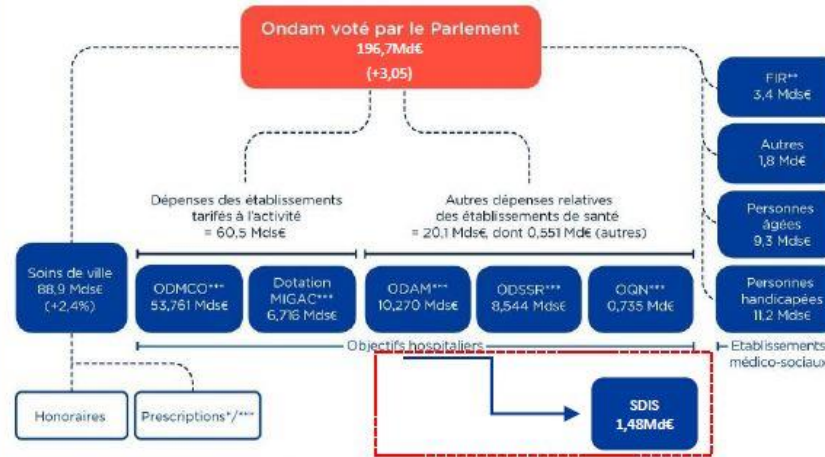 Ondam voté par le Parlement
196,7Md€
(+3,05)
FIR**
3,4 Mds€
Autres
1,8 Md€
Personnes
âgées
9,3 Mds€
Personnes
handicapées
11,2 Mds€
Dépenses des établissements
tarifés à l'activité
= 60,5 Mds€
Autres dépenses relatives
des établissements de santé
= 20,1 Mds€, dont 0,551 Md€ (autres)
Soins de ville
88,9 Mds€
(+2,4%)
ODMCO***
53,761 Mds€
Dotation
MIGAC***
6,716 Mds€
ODAM***
10,270 Mds€
ODSSR***
8,544 Mds€
OQN***
0,735 Md€
Objectifs hospitaliers
Etablissements
médico-sociaux
Honoraires
Prescriptions*/***
SDIS
1,48Md€